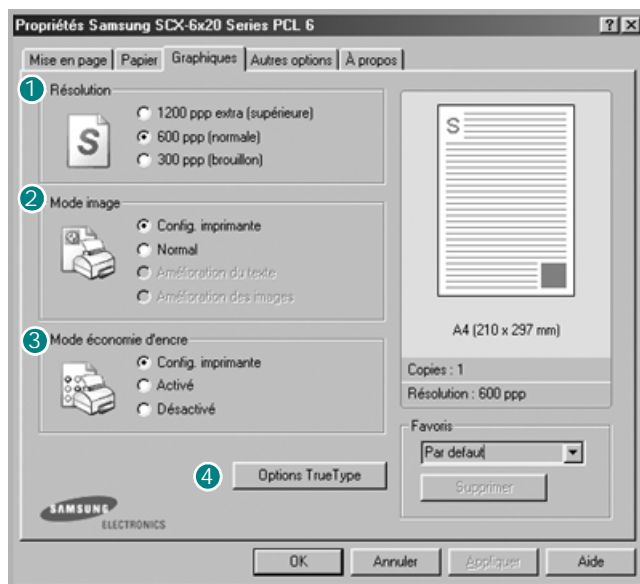 Propriétés Samsung SCX-6x20 Series PCL 6
Mise en page Papier Graphiques Autres options À propos
1 Résolution
S
1200 ppp extra (supérieure)
600 ppp (normale)
300 ppp (brouillon)
2 Mode image
Config. imprimante
Normal
Amélioration du texte
Amélioration des images
3 Mode économie d'encre
Config. imprimante
Activé
Désactivé
4 Options TrueType
S
A4 (210 x 297 mm)
Copies : 1
Résolution : 600 ppp
Favoris
Par defaut
Supprimer
SAMSUNG
ELECTRONICS
OK Annuler Appliquer Aide